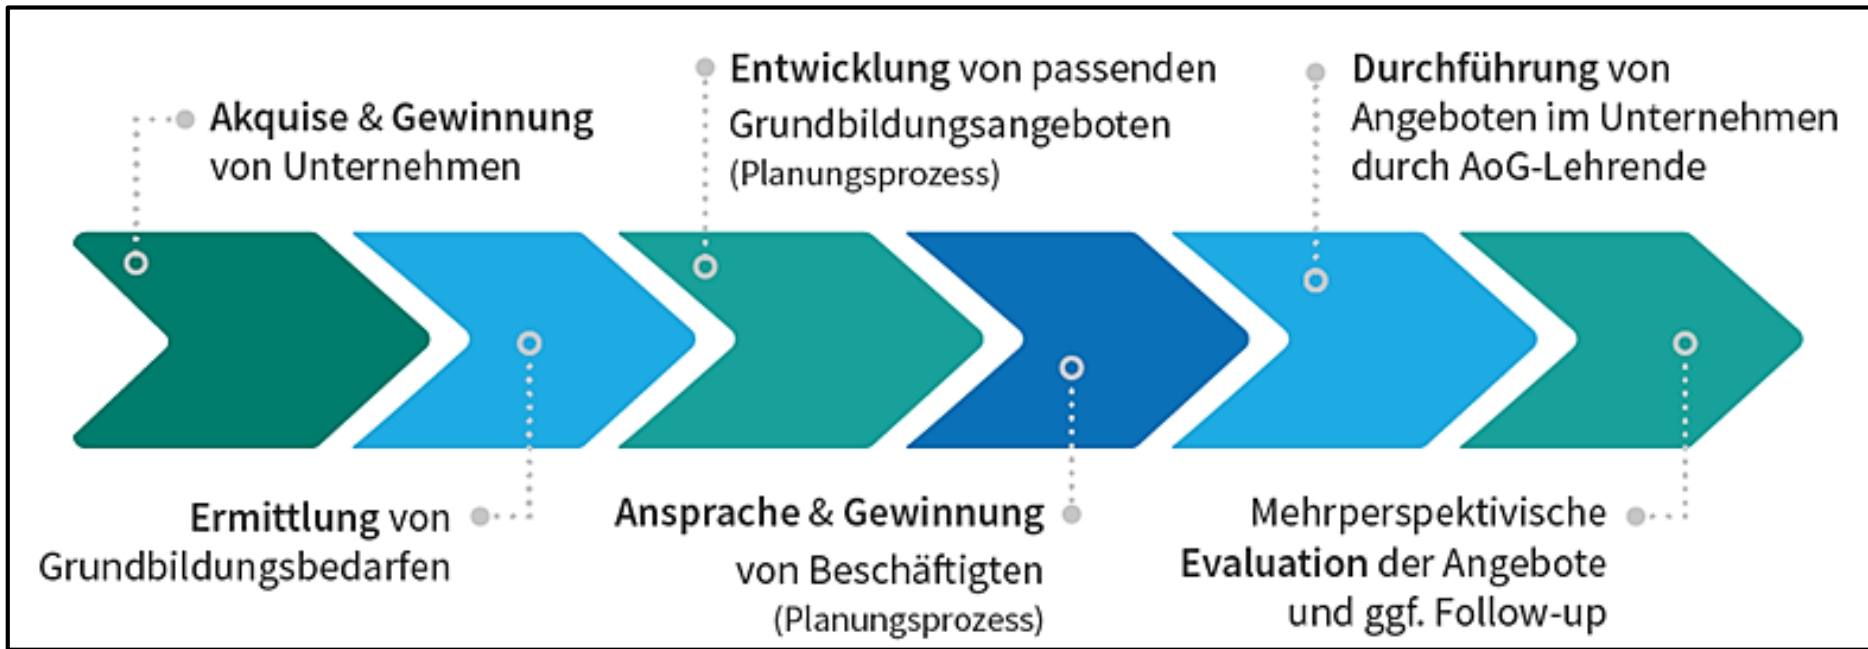 Akquise & Gewinnung
von Unternehmen
Ermittlung von
Grundbildungsbedarfen
Entwicklung von passenden
Grundbildungsangeboten
(Planungsprozess)
Ansprache & Gewinnung
von Beschäftigten
(Planungsprozess)
Durchführung von
Angeboten im Unternehmen
durch AoG-Lehrende
Mehrperspektivische
Evaluation der Angebote
und ggf. Follow-up